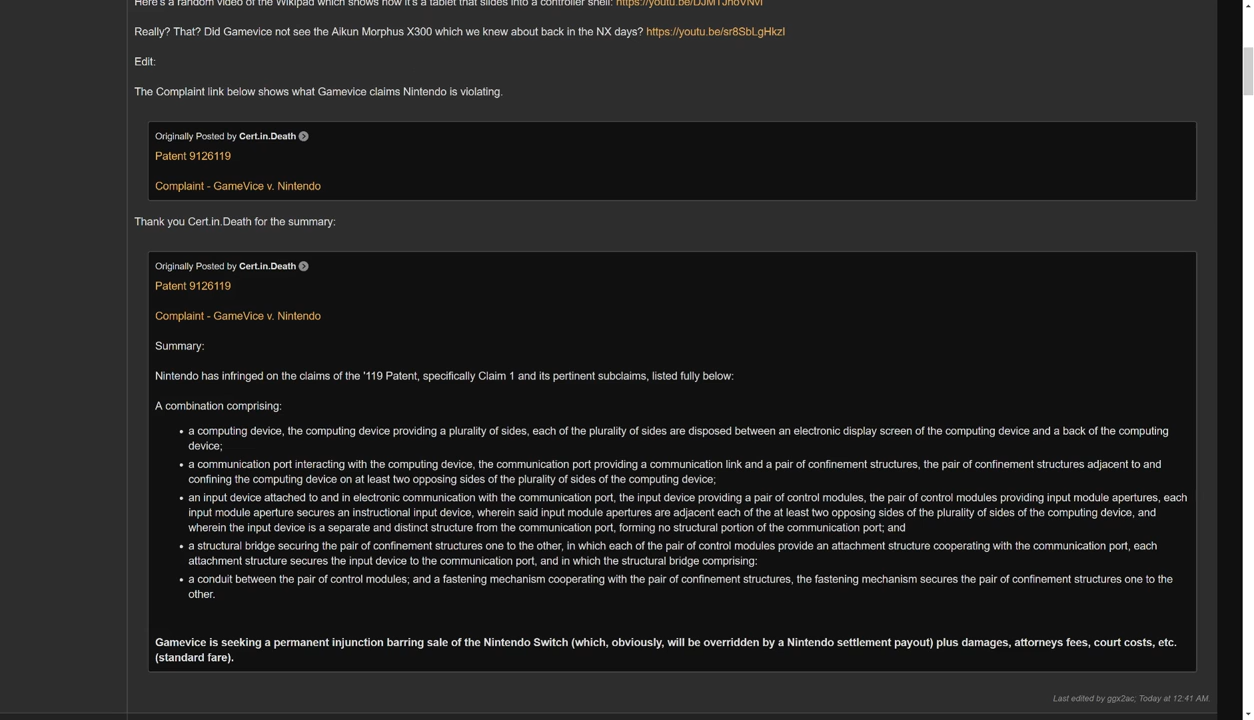 Here's a random video of the Wikipad which shows how it's a tablet that slides into a controller shell:
Really? That? Did Gamevice not see the Aikun Morphus X300 which we knew about back in the NX days? https://youtu.be/sr8SbLgHkzI
Edit:
The Complaint link below shows what Gamevice claims Nintendo is violating.
Originally Posted by Cert.in.Death
Patent 9126119
Complaint - GameVice v. Nintendo
Thank you Cert.in.Death for the summary:
Originally Posted by Cert.in.Death
Patent 9126119
Complaint - GameVice v. Nintendo
Summary:
Nintendo has infringed on the claims of the '119 Patent, specifically Claim 1 and its pertinent subclaims, listed fully below:
A combination comprising:
• a computing device, the computing device providing a plurality of sides, each of the plurality of sides are disposed between an electronic display screen of the computing device and a back of the computing
device;
• a communication port interacting with the computing device, the communication port providing a communication link and a pair of confinement structures, the pair of confinement structures adjacent to and
confining the computing device on at least two opposing sides of the plurality of sides of the computing device;
• an input device attached to and in electronic communication with the communication port, the input device providing a pair of control modules, the pair of control modules providing input module apertures, each
input module aperture secures an instructional input device, wherein said input module apertures are adjacent each of the at least two opposing sides of the plurality of sides of the computing device, and
wherein the input device is a separate and distinct structure from the communication port, forming no structural portion of the communication port; and
• a structural bridge securing the pair of confinement structures one to the other, in which each of the pair of control modules provide an attachment structure cooperating with the communication port, each
attachment structure secures the input device to the communication port, and in which the structural bridge comprising:
• a conduit between the pair of control modules; and a fastening mechanism cooperating with the pair of confinement structures, the fastening mechanism secures the pair of confinement structures one to the
other.
Gamevice is seeking a permanent injunction barring sale of the Nintendo Switch (which, obviously, will be overridden by a Nintendo settlement payout) plus damages, attorneys fees, court costs, etc.
(standard fare).
Last edited by ggx2ac; Today at 12:41 AM.